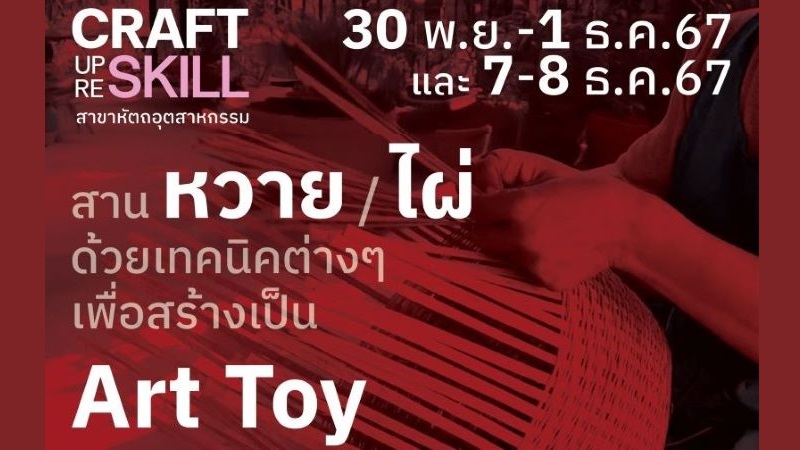 CRAFT
UP
RE SKILL
สาขาหัตถอุตสาหกรรม
30 พ.ย.-1 ธ.ค.67
และ 7-8 ธ.ค.67
สาน หวาย / ไผ่
ด้วยเทคนิคต่างๆ
เพื่อสร้างเป็น
Art Toy